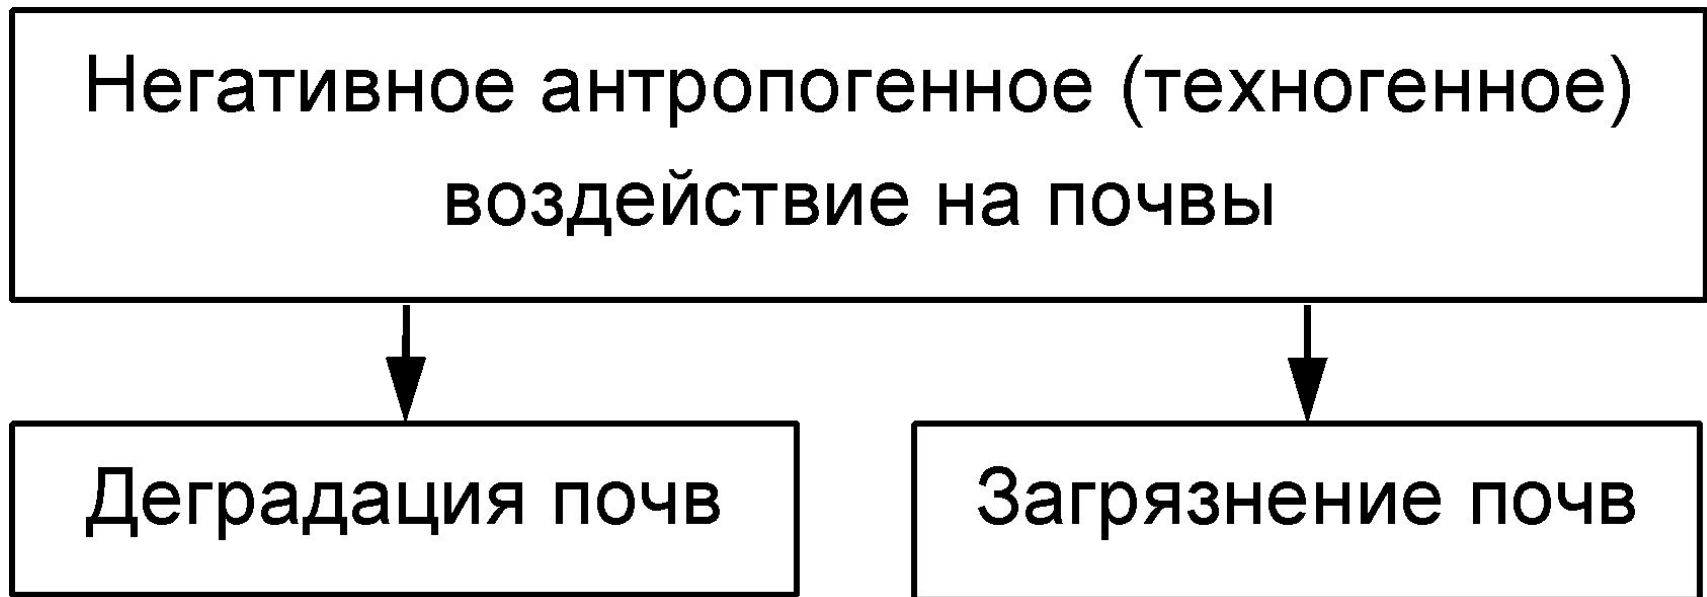 Негативное антропогенное (техногенное)
воздействие на почвы
Деградация почв
Загрязнение почв